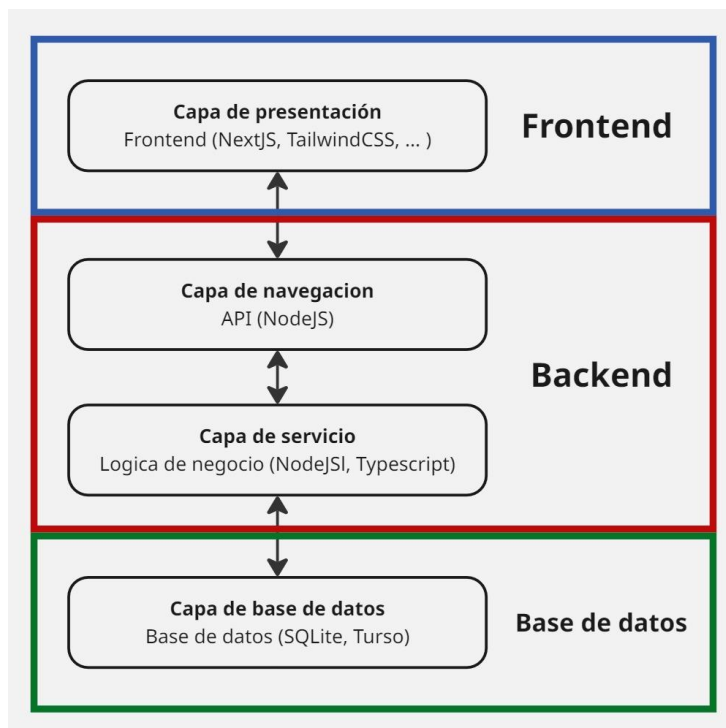 Capa de presentación
Frontend (NextJS, TailwindCSS, ... )
Frontend
Capa de navegacion
API (NodeJS)
Backend
Capa de servicio
Logica de negocio (NodeJSl, Typescript)
Capa de base de datos
Base de datos (SQLite, Turso)
Base de datos